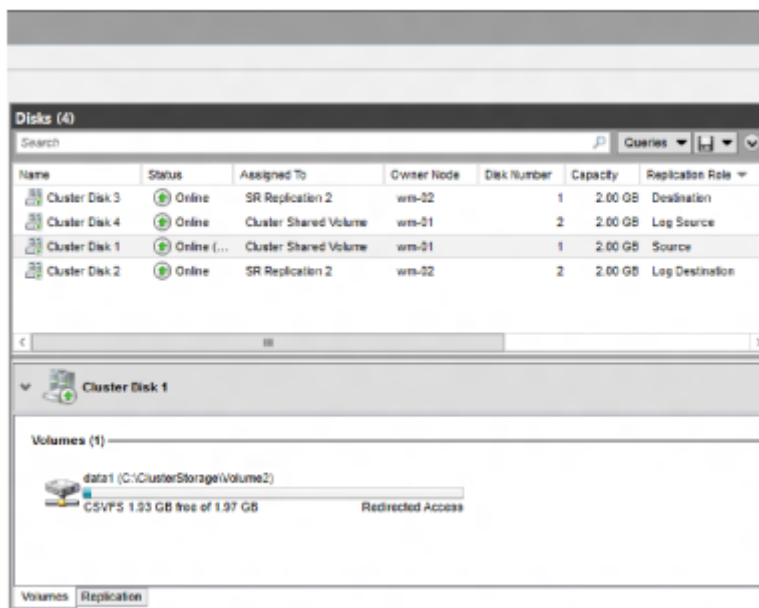 Disks (4)
Search Queries
Name Status Assigned To Owner Node Disk Number Capacity Replication Role
Cluster Disk 3 Online SR Replication 2 wm-02 1 2.00 GB Destination
Cluster Disk 4 Online Cluster Shared Volume wm-01 2 2.00 GB Log Source
Cluster Disk 1 Online (... Cluster Shared Volume wm-01 1 2.00 GB Source
Cluster Disk 2 Online SR Replication 2 wm-02 2 2.00 GB Log Destination
Cluster Disk 1
Volumes (1)
data1 (C:\ClusterStorage\Volume2)
CSVFS 1.93 GB free of 1.97 GB Redirected Access
Volumes Replication